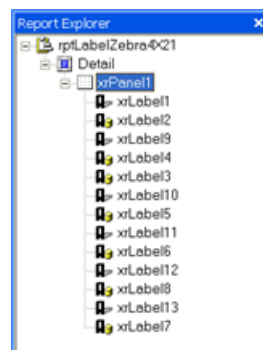 Report Explorer
rptLabelZebra4X21
Detail
xrPanel1
xrLabel1
xrLabel2
xrLabel9
xrLabel4
xrLabel3
xrLabel10
xrLabel5
xrLabel11
xrLabel6
xrLabel12
xrLabel8
xrLabel13
xrLabel7